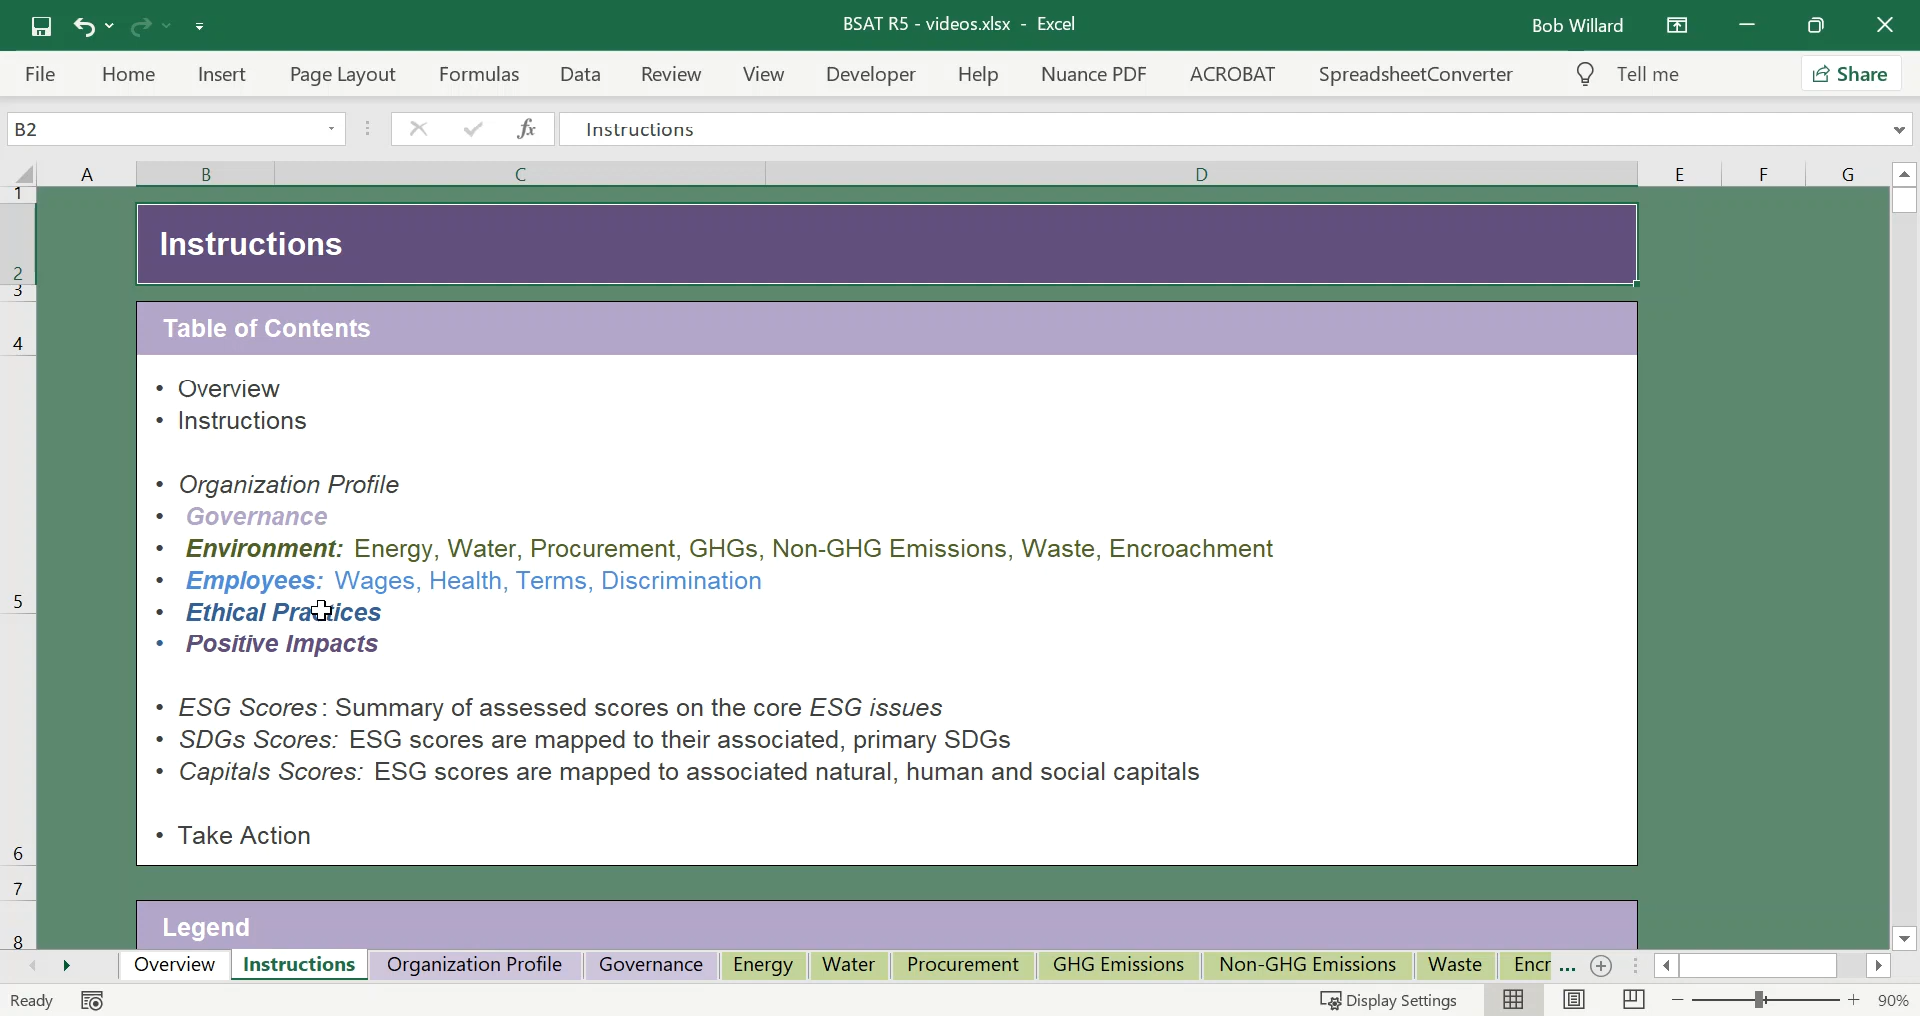 BSAT R5 - videos.xlsx - Excel
Bob Willard
File Home Insert Page Layout Formulas Data Review View Developer Help Nuance PDF ACROBAT SpreadsheetConverter Tell me Share
B2 fx Instructions
A B C D E F G
1
2 Instructions
3
4 Table of Contents
• Overview
• Instructions
• Organization Profile
• Governance
• Environment: Energy, Water, Procurement, GHGs, Non-GHG Emissions, Waste, Encroachment
• Employees: Wages, Health, Terms, Discrimination
5
• Ethical Practices
• Positive Impacts
• ESG Scores: Summary of assessed scores on the core ESG issues
• SDGs Scores: ESG scores are mapped to their associated, primary SDGs
• Capitals Scores: ESG scores are mapped to associated natural, human and social capitals
• Take Action
6
7
8 Legend
Overview Instructions Organization Profile Governance Energy Water Procurement GHG Emissions Non-GHG Emissions Waste Encr ...
Ready Display Settings 90%